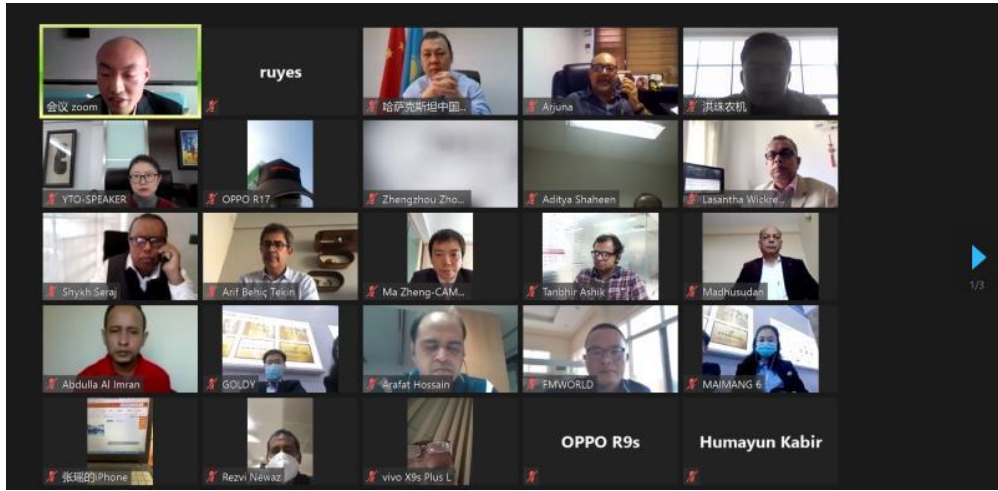 会议 zoom
ruyes
哈萨克斯坦中国...
Arjuna
洪珠农机
YTO-SPEAKER
OPPO R17
Zhengzhou Zho...
Aditya Shaheen
Lasantha Wickre...
Shykh Seraj
Arif Behiç Tekin
Ma Zheng-CAM...
Tanbhir Ashik
Madhusudan
1/3
Abdulla Al Imran
GOLDY
Arafat Hossain
FMWORLD
MAIMANG 6
张瑶的iPhone
Rezvi Newaz
vivo X9s Plus L
OPPO R9s
Humayun Kabir